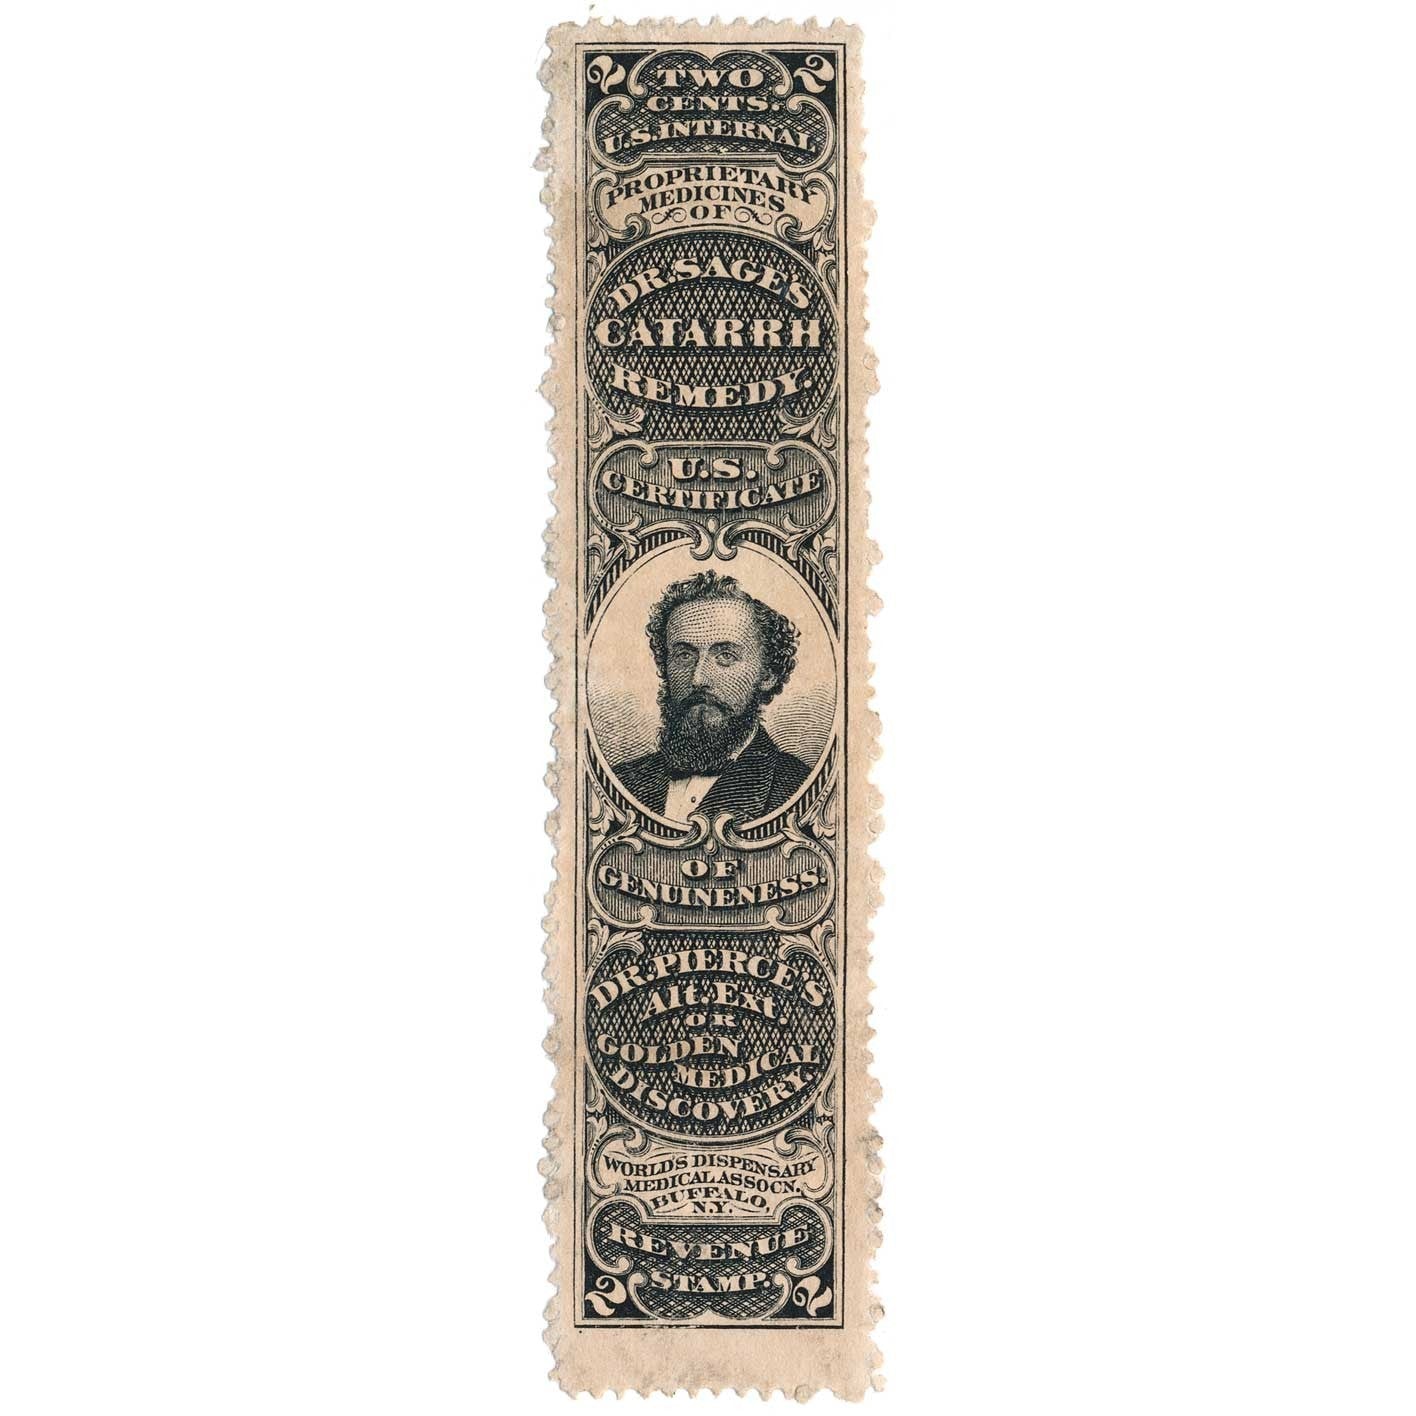 2 TWO 2
CENTS.
U.S. INTERNAL
PROPRIETARY
MEDICINES
OF
DR. SAGE'S
CATARRH
REMEDY.
U.S.
CERTIFICATE
OF
GENUINENESS.
DR. PIERCE'S
Alt. Ext.
OR
GOLDEN
MEDICAL
DISCOVERY.
WORLD'S DISPENSARY
MEDICAL ASSOCN.
BUFFALO,
N.Y.
REVENUE
STAMP.
2 2